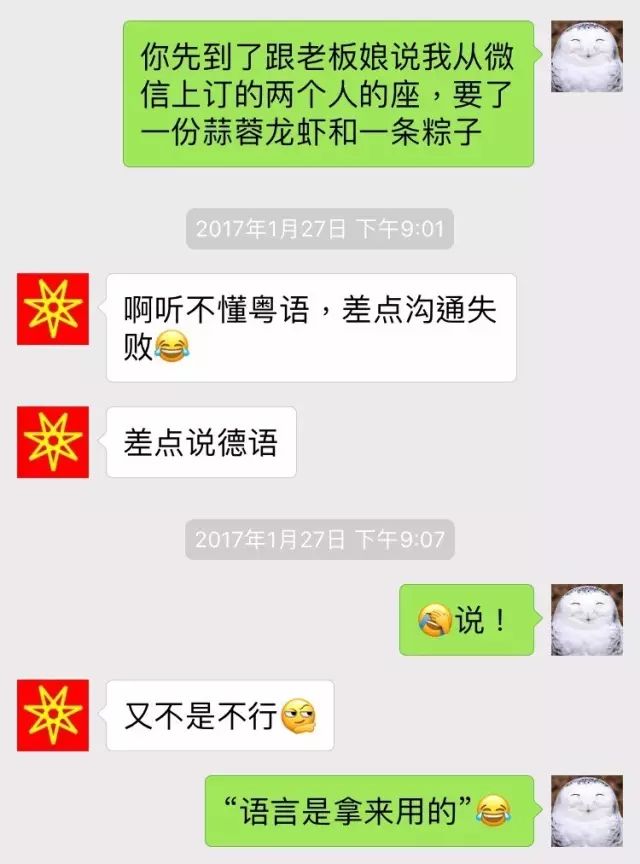 你先到了跟老板娘说我从微
信上订的两个人的座，要了
一份蒜蓉龙虾和一条粽子
2017年1月27日 下午9:01
啊听不懂粤语，差点沟通失
败😂
差点说德语
2017年1月27日 下午9:07
🤣说！
又不是不行
“语言是拿来用的”😂